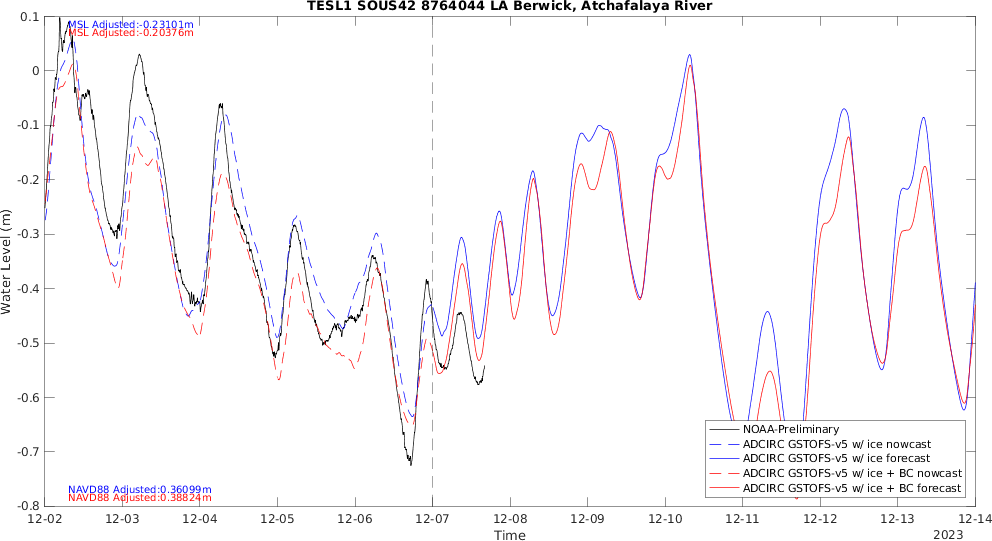 TESL1 SOUS42 8764044 LA Berwick, Atchafalaya River
MSL Adjusted:-0.23101m
MSL Adjusted:-0.20376m
0.1
0
-0.1
-0.2
-0.3
-0.4
-0.5
-0.6
-0.7
-0.8
Water Level (m)
NAVD88 Adjusted:0.36099m
NAVD88 Adjusted:0.38824m
NOAA-Preliminary
ADCIRC GSTOFS-v5 w/ ice nowcast
ADCIRC GSTOFS-v5 w/ ice forecast
ADCIRC GSTOFS-v5 w/ ice + BC nowcast
ADCIRC GSTOFS-v5 w/ ice + BC forecast
12-02 12-03 12-04 12-05 12-06 12-07 12-08 12-09 12-10 12-11 12-12 12-13 12-14
Time
2023